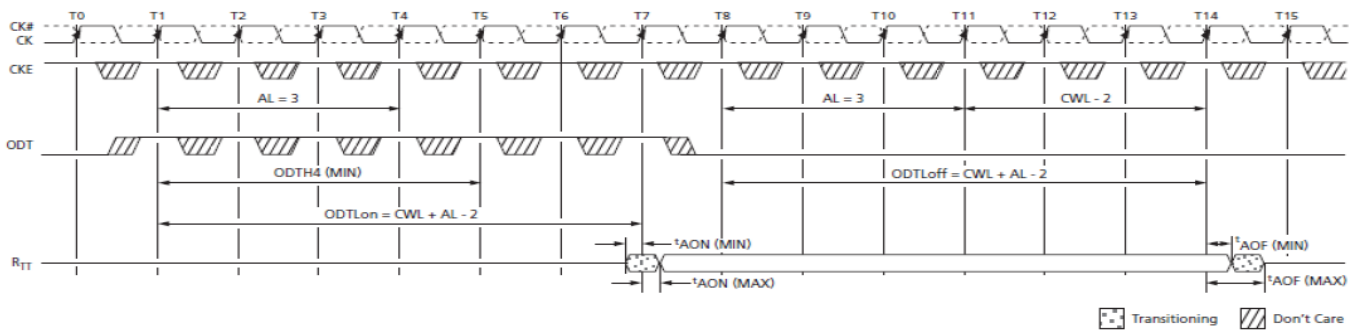 T0 T1 T2 T3 T4 T5 T6 T7 T8 T9 T10 T11 T12 T13 T14 T15
CK#
CK
CKE
AL = 3 AL = 3 CWL - 2
ODT
ODTH4 (MIN) ODTLoff = CWL + AL - 2
ODTLon = CWL + AL - 2
tAON (MIN) tAOF (MIN)
RTT
tAON (MAX) tAOF (MAX)
Transitioning Don't Care